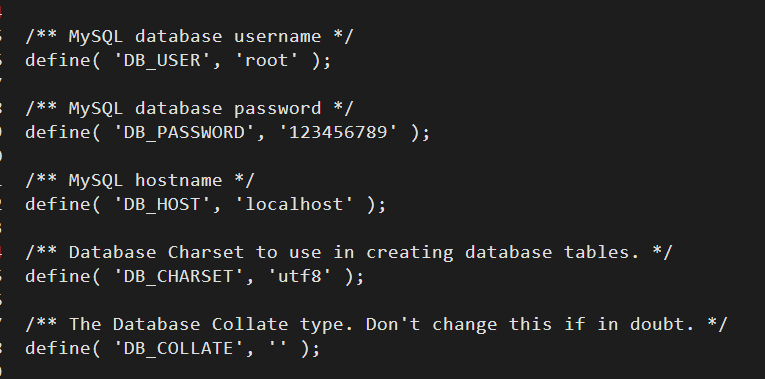 /** MySQL database username */
define( 'DB_USER', 'root' );
/** MySQL database password */
define( 'DB_PASSWORD', '123456789' );
/** MySQL hostname */
define( 'DB_HOST', 'localhost' );
/** Database Charset to use in creating database tables. */
define( 'DB_CHARSET', 'utf8' );
/** The Database Collate type. Don't change this if in doubt. */
define( 'DB_COLLATE', '' );